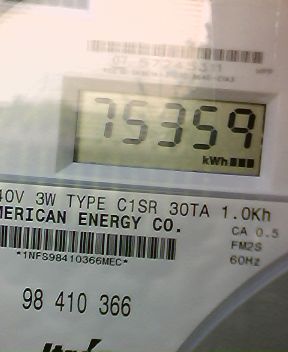 75359
kWh
40V 3W TYPE C1SR 30TA 1.0Kh
MERICAN ENERGY CO.
CA 0.5
FM2S
60Hz
*1NFS98410366MEC*
98 410 366